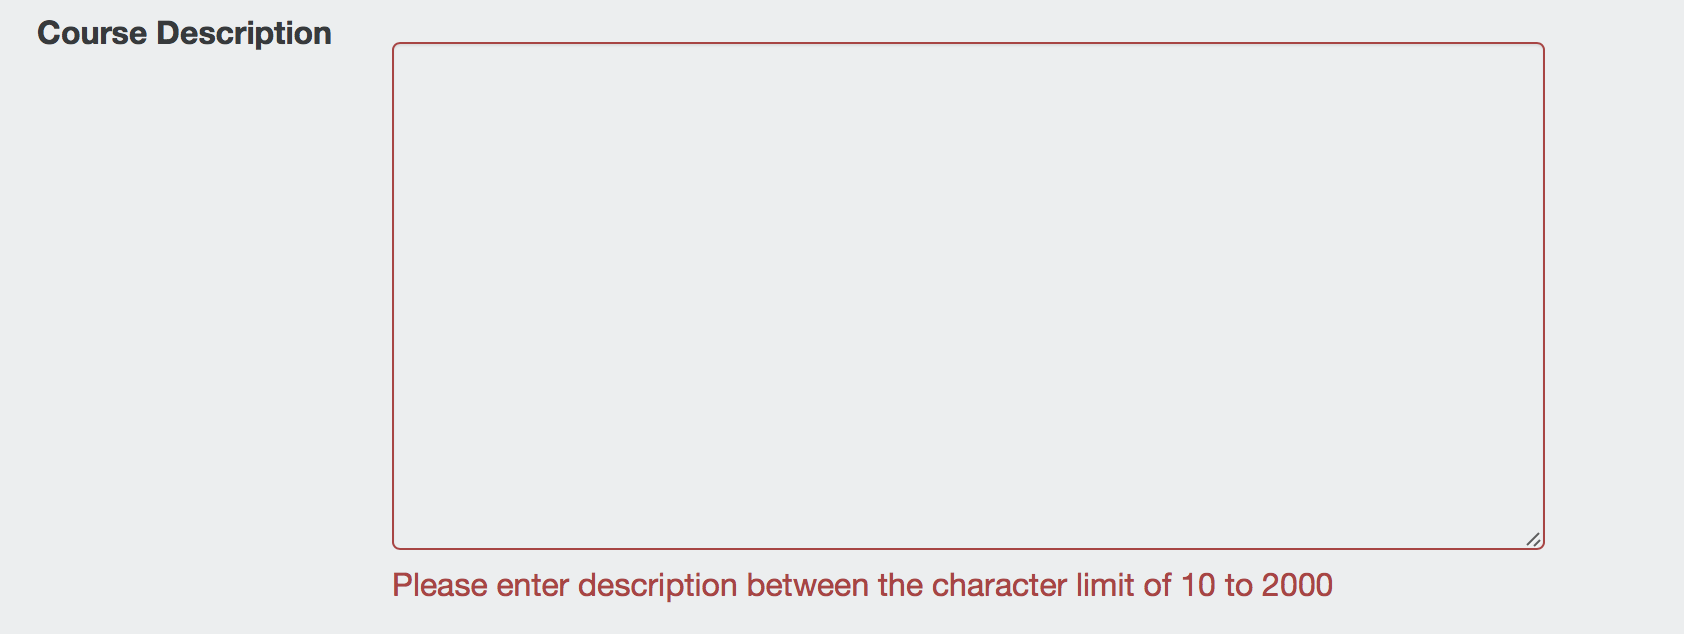 Course Description
Please enter description between the character limit of 10 to 2000